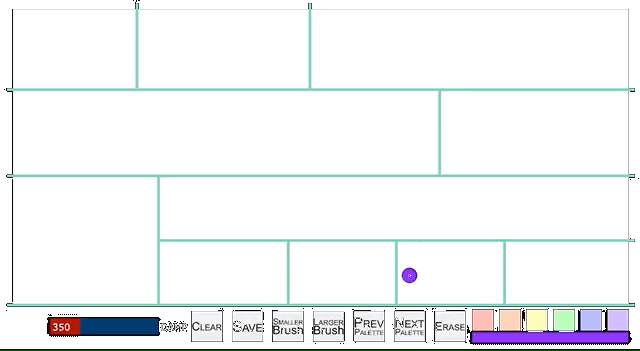 350
CLEAR
SAVE
SMALLER
Brush
LARGER
Brush
PREV
PALETTE
NEXT
PALETTE
ERASE